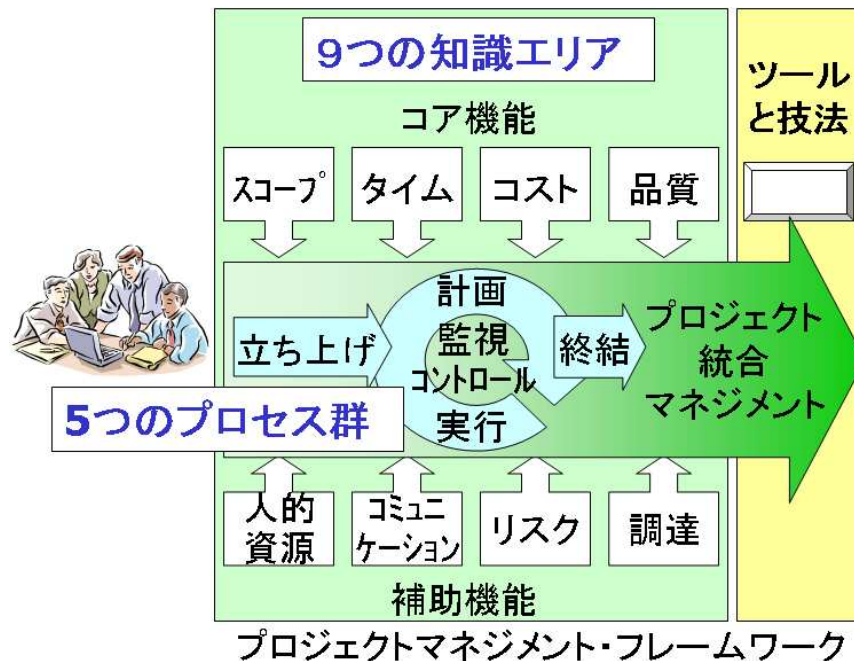 ９つの知識エリア
ツール
と技法
コア機能
スコープ
タイム
コスト
品質
計画
立ち上げ
監視
コントロール
終結
プロジェクト
統合
マネジメント
実行
5つのプロセス群
人的
資源
コミュニ
ケーション
リスク
調達
補助機能
プロジェクトマネジメント・フレームワーク